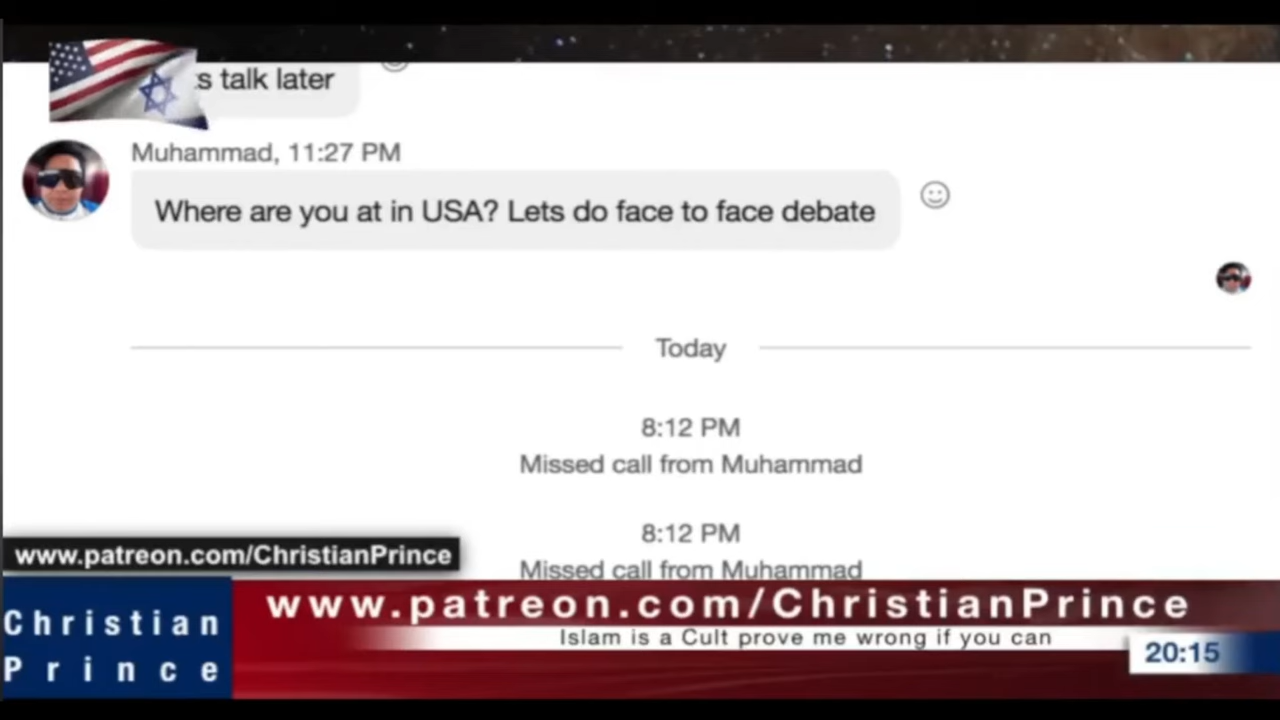 s talk later
Muhammad, 11:27 PM
Where are you at in USA? Lets do face to face debate
Today
8:12 PM
Missed call from Muhammad
8:12 PM
Missed call from Muhammad
www.patreon.com/ChristianPrince
Christian
Prince
www.patreon.com/ChristianPrince
Islam is a Cult prove me wrong if you can
20:15